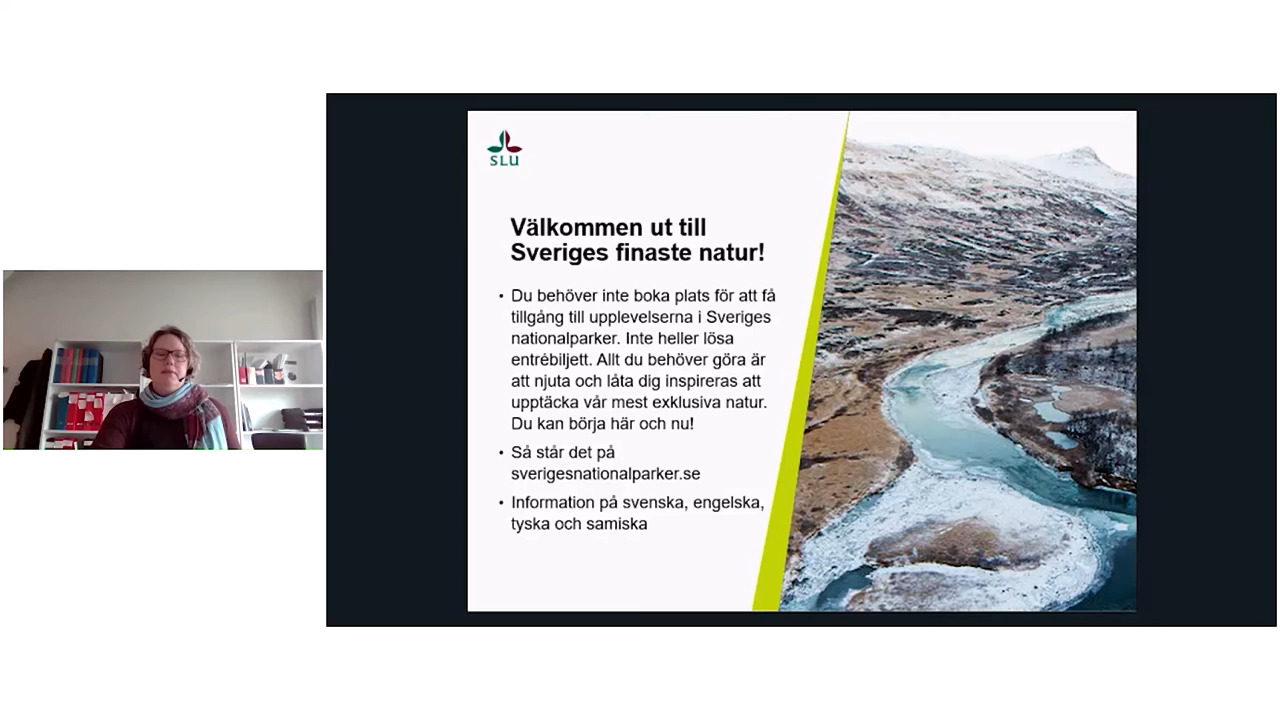 SLU
Välkommen ut till
Sveriges finaste natur!
• Du behöver inte boka plats för att få
tillgång till upplevelserna i Sveriges
nationalparker. Inte heller lösa
entrébiljett. Allt du behöver göra är
att njuta och låta dig inspireras att
upptäcka vår mest exklusiva natur.
Du kan börja här och nu!
• Så står det på
sverigesnationalparker.se
• Information på svenska, engelska,
tyska och samiska